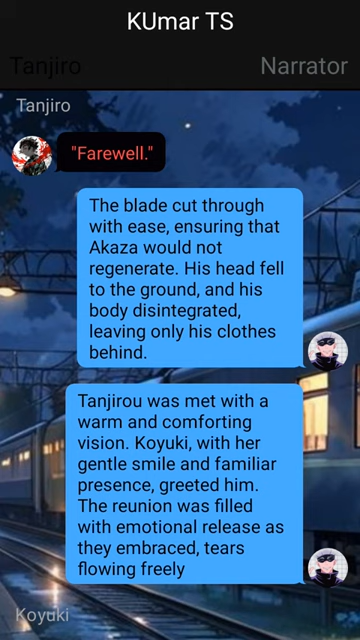 KUmar TS
Tanjiro
Narrator
Tanjiro
"Farewell."
The blade cut through
with ease, ensuring that
Akaza would not
regenerate. His head fell
to the ground, and his
body disintegrated,
leaving only his clothes
behind.
Tanjirou was met with a
warm and comforting
vision. Koyuki, with her
gentle smile and familiar
presence, greeted him.
The reunion was filled
with emotional release as
they embraced, tears
flowing freely
Koyuki